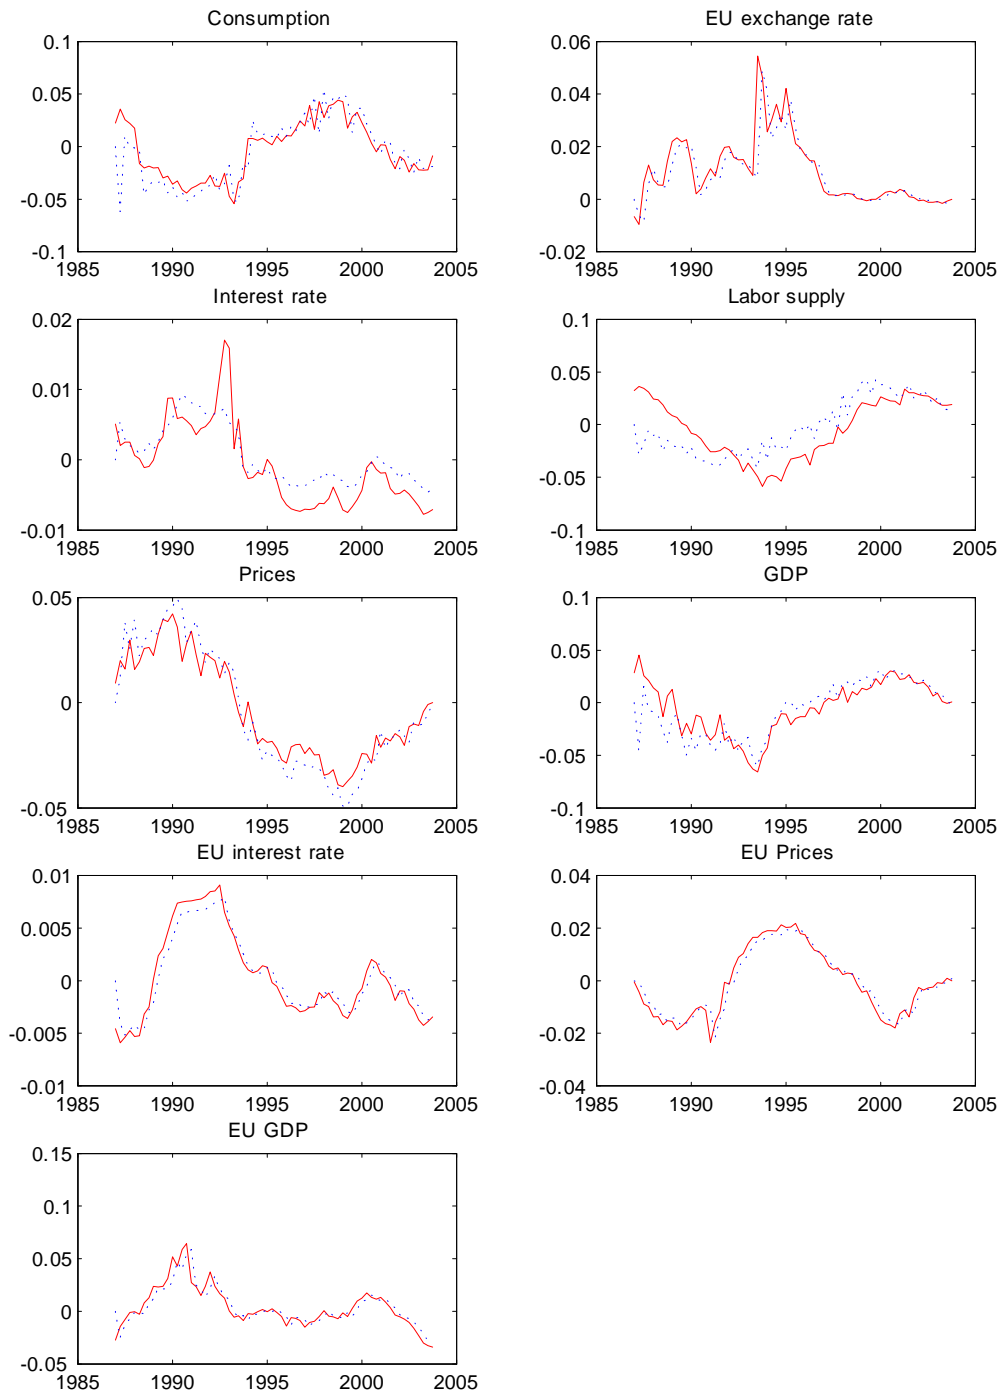 Consumption
0.1
0.05
0
-0.05
-0.1
1985 1990 1995 2000 2005
EU exchange rate
0.06
0.04
0.02
0
-0.02
1985 1990 1995 2000 2005
Interest rate
0.02
0.01
0
-0.01
1985 1990 1995 2000 2005
Labor supply
0.1
0.05
0
-0.05
-0.1
1985 1990 1995 2000 2005
Prices
0.05
0
-0.05
1985 1990 1995 2000 2005
GDP
0.1
0.05
0
-0.05
-0.1
1985 1990 1995 2000 2005
EU interest rate
0.01
0.005
0
-0.005
-0.01
1985 1990 1995 2000 2005
EU Prices
0.04
0.02
0
-0.02
-0.04
1985 1990 1995 2000 2005
EU GDP
0.15
0.1
0.05
0
-0.05
1985 1990 1995 2000 2005